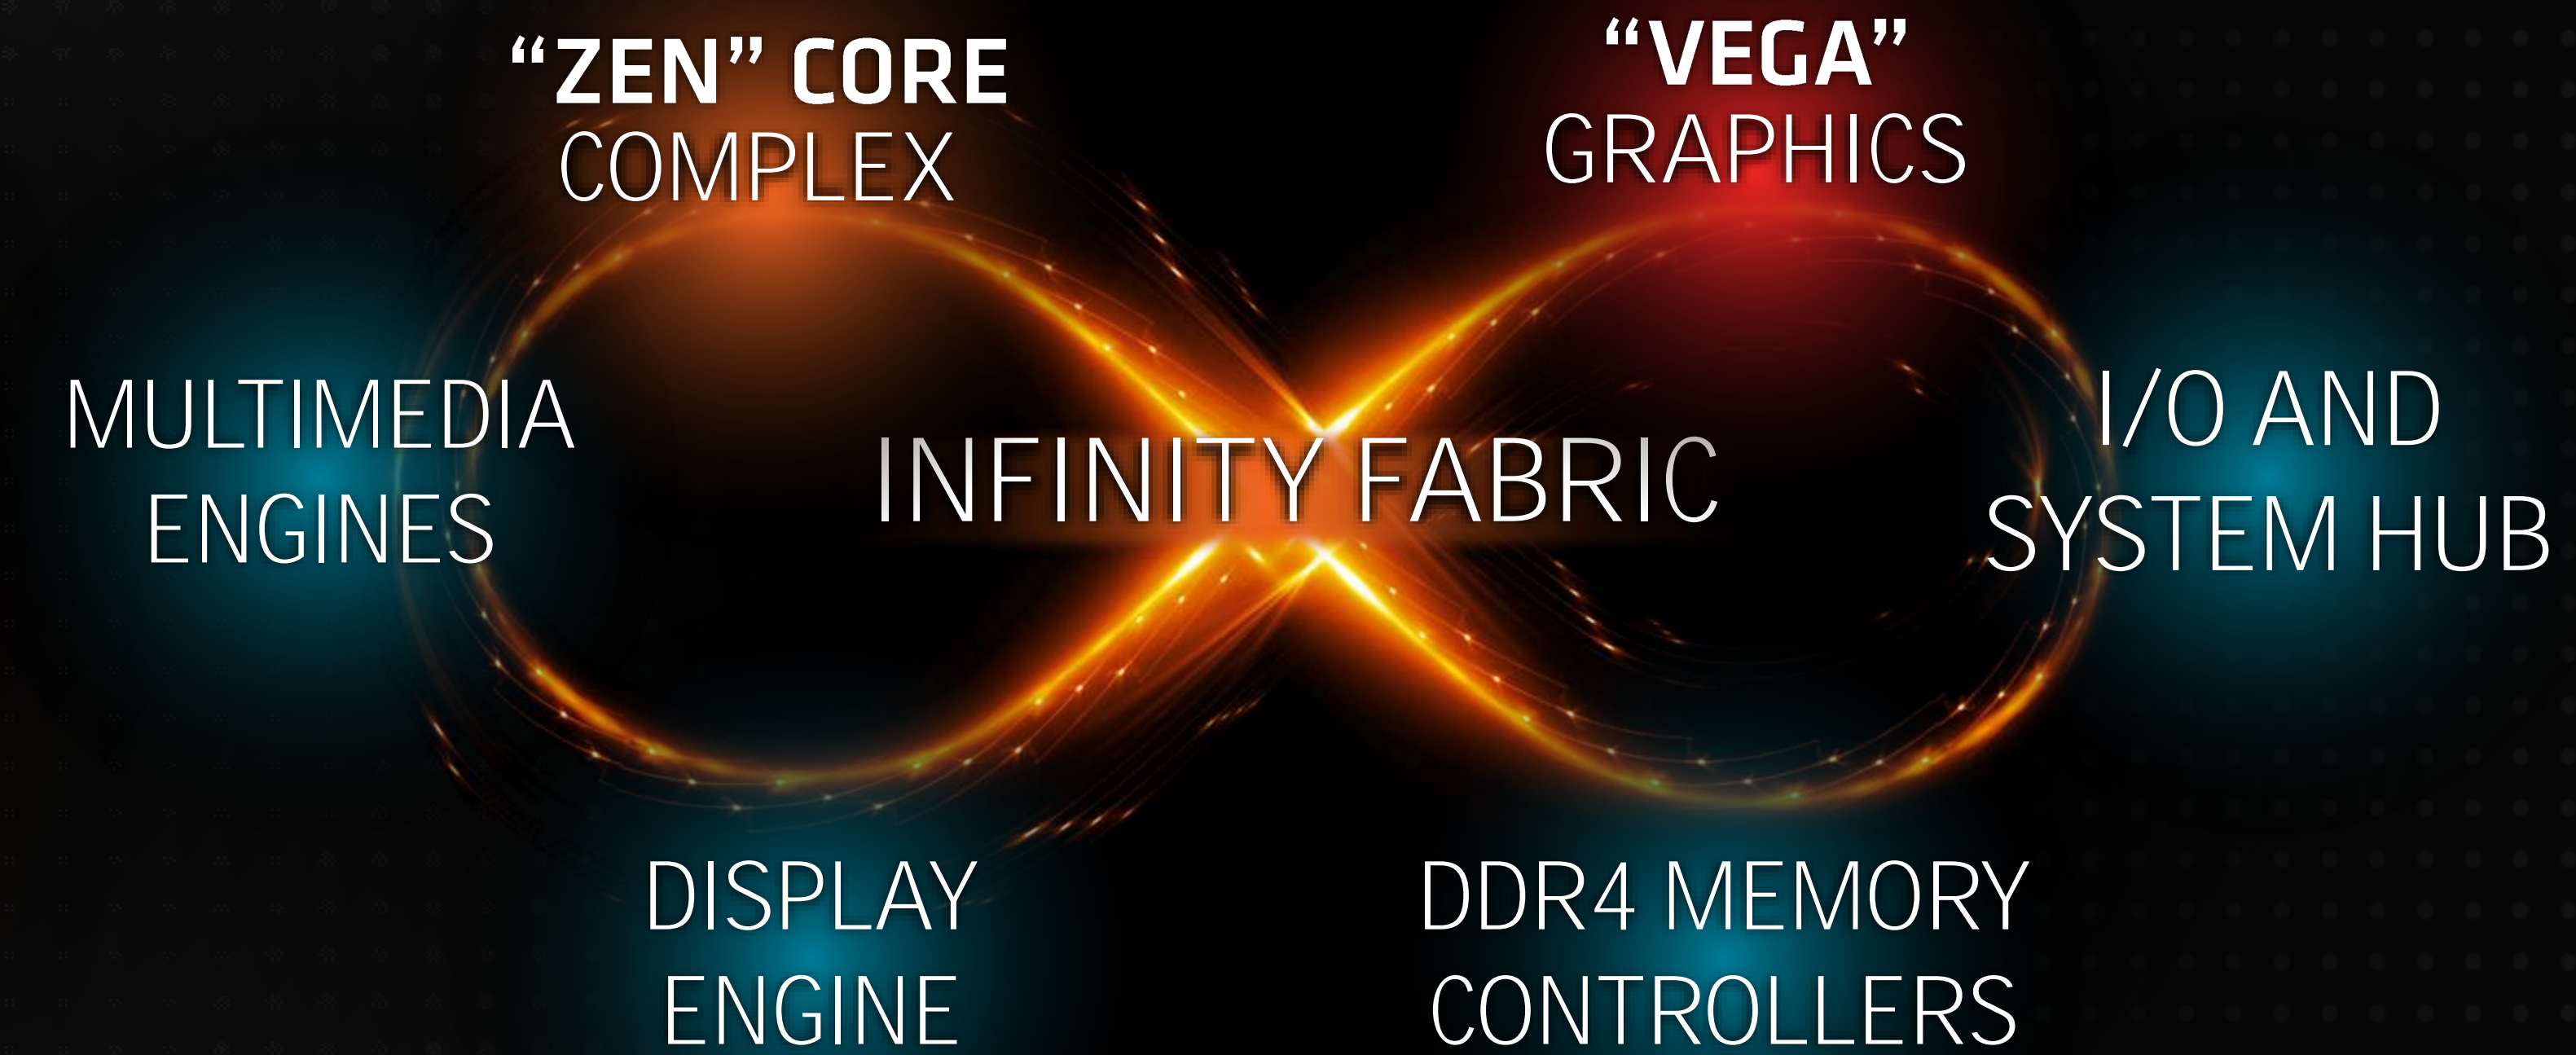 “ZEN” CORE
COMPLEX
“VEGA”
GRAPHICS
MULTIMEDIA
ENGINES
INFINITY FABRIC
I/O AND
SYSTEM HUB
DISPLAY
ENGINE
DDR4 MEMORY
CONTROLLERS